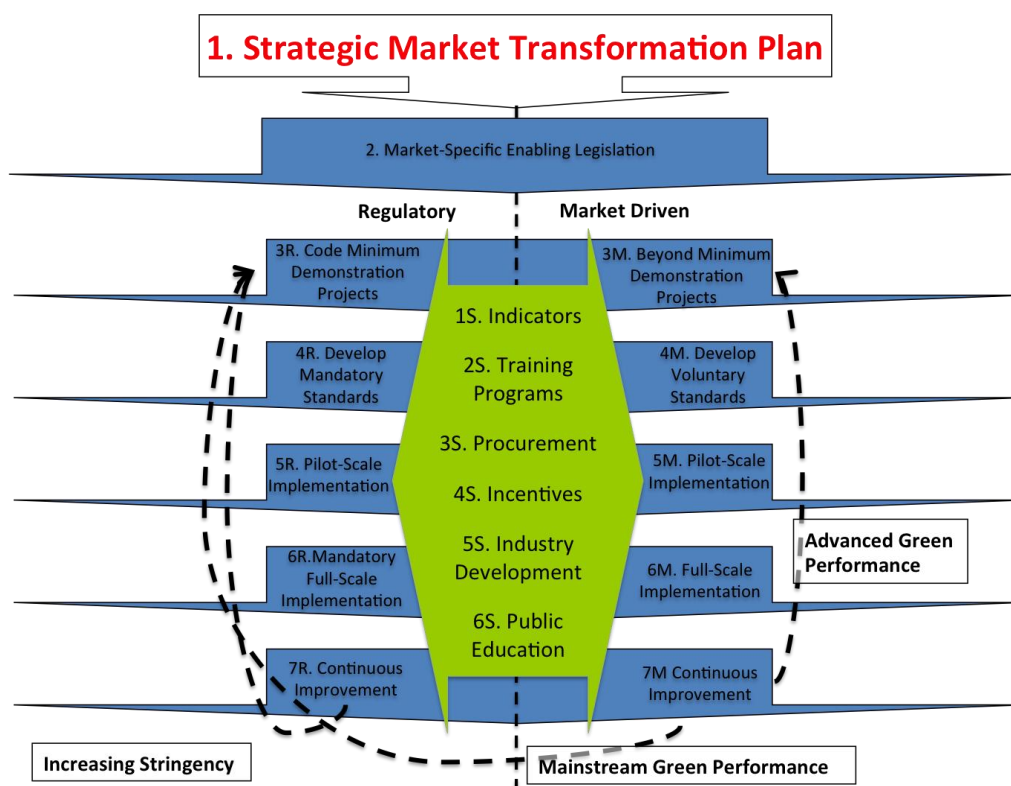 1. Strategic Market Transformation Plan
2. Market-Specific Enabling Legislation
Regulatory
Market Driven
3R. Code Minimum
Demonstration
Projects
3M. Beyond Minimum
Demonstration
Projects
1S. Indicators
2S. Training
Programs
3S. Procurement
4S. Incentives
5S. Industry
Development
6S. Public
Education
4R. Develop
Mandatory
Standards
4M. Develop
Voluntary
Standards
5R. Pilot-Scale
Implementation
5M. Pilot-Scale
Implementation
6R.Mandatory
Full-Scale
Implementation
6M. Full-Scale
Implementation
Advanced Green
Performance
7R. Continuous
Improvement
7M Continuous
Improvement
Increasing Stringency
Mainstream Green Performance